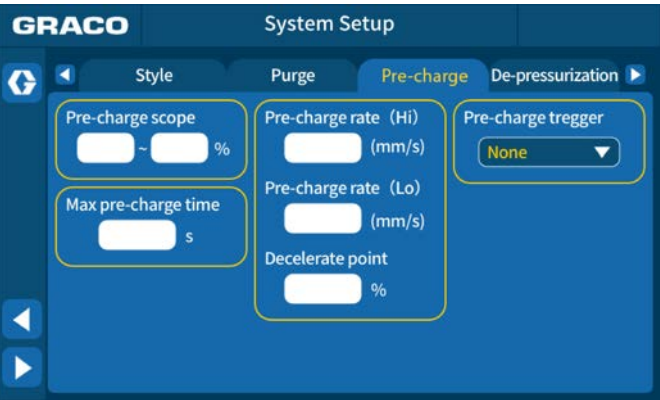 GRACO
System Setup
Style
Purge
Pre-charge
De-pressurization
Pre-charge scope
~ %
Max pre-charge time
s
Pre-charge rate（Hi）
(mm/s)
Pre-charge rate（Lo）
(mm/s)
Decelerate point
%
Pre-charge tregger
None